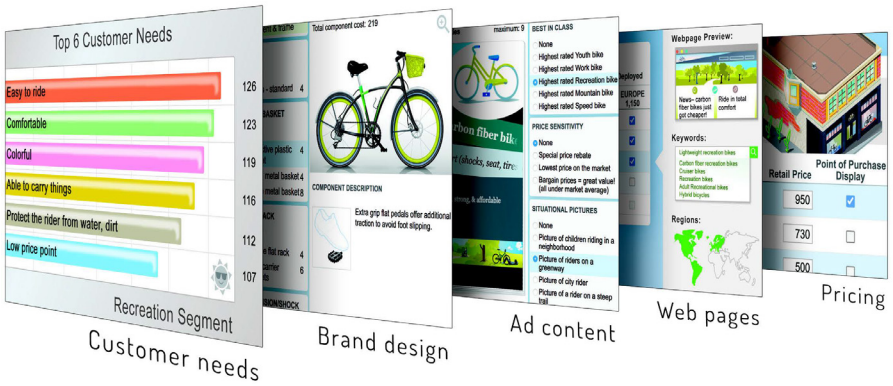 Top 6 Customer Needs
Easy to ride
126
Comfortable
123
Colorful
119
Able to carry things
116
Protect the rider from water, dirt
112
Low price point
107
Recreation Segment
Customer needs
& frame
Total component cost: 219
- standard 4
BASKET
plastic 4
metal basket 4
metal basket 8
flat rack 4
carrier 6
COMPONENT DESCRIPTION
Extra grip flat pedals offer additional
traction to avoid foot slipping.
Brand design
maximum: 9
carbon fiber bike
(shocks, seat, tires
& affordable
BEST IN CLASS
None
Highest rated Youth bike
Highest rated Work bike
Highest rated Recreation bike
Highest rated Mountain bike
Highest rated Speed bike
PRICE SENSITIVITY
None
Special price rebate
Lowest price on the market
Bargain prices = great value!
(all under market average)
SITUATIONAL PICTURES
None
Picture of children riding in a
neighborhood
Picture of riders on a
greenway
Picture of city rider
Picture of a rider on a steep
trail
Ad content
EUROPE
1,150
Webpage Preview:
News– carbon
fiber bikes just
got cheaper!
Ride in total
comfort
Keywords:
Lightweight recreation bikes
Carbon fiber recreation bikes
Cruiser bikes
Recreation bikes
Adult Recreational bikes
Hybrid bicycles
Regions:
Web pages
Retail Price
Point of Purchase
Display
950
730
500
Pricing